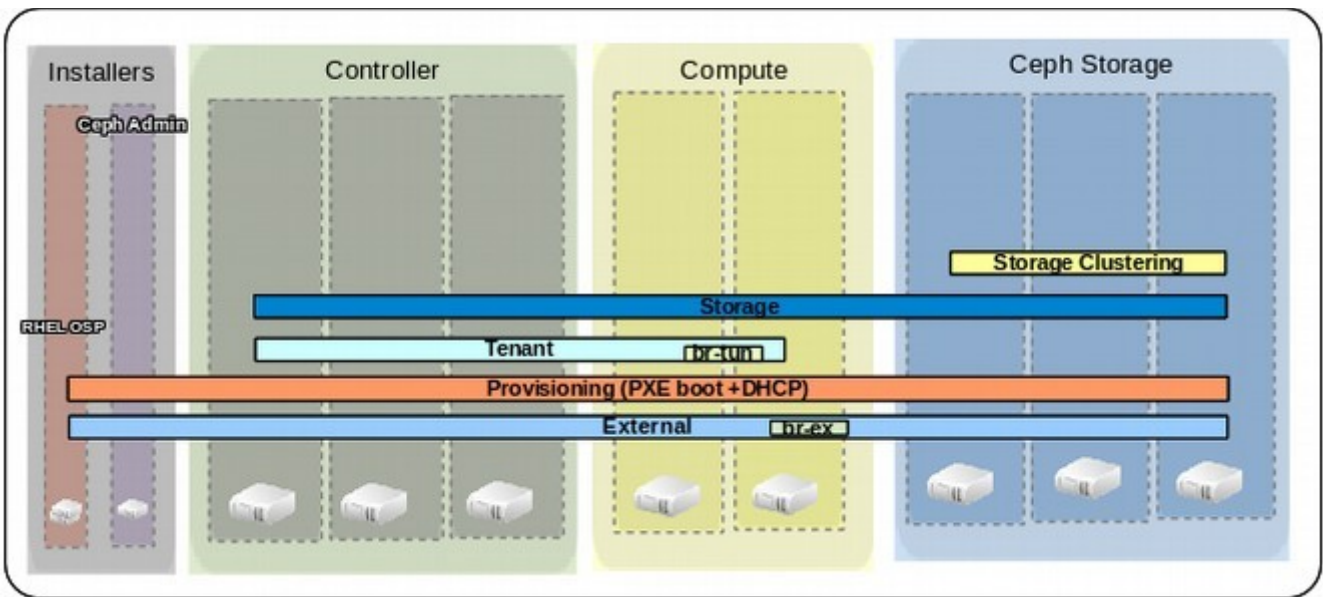 Installers
Controller
Compute
Ceph Storage
Ceph Admin
Storage Clustering
Storage
RHEL OSP
Tenant
br-tun
Provisioning (PXE boot +DHCP)
External
br-ex